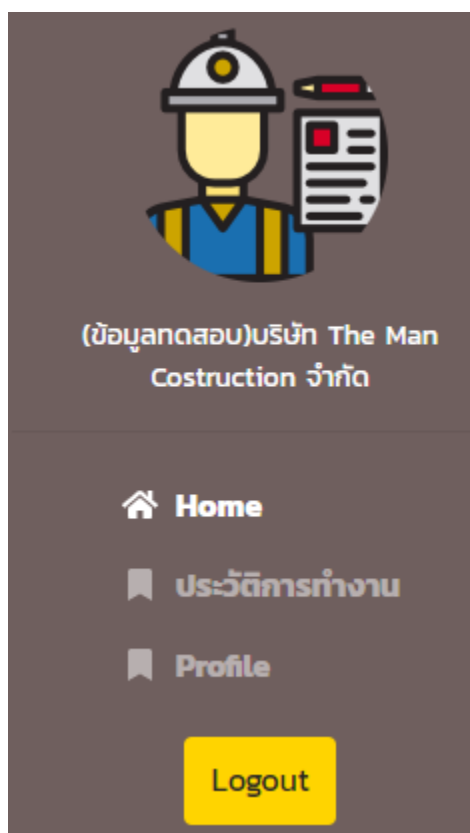 (ข้อมูลทดสอบ)บริษัท The Man
Costruction จำกัด
Home
ประวัติการทำงาน
Profile
Logout